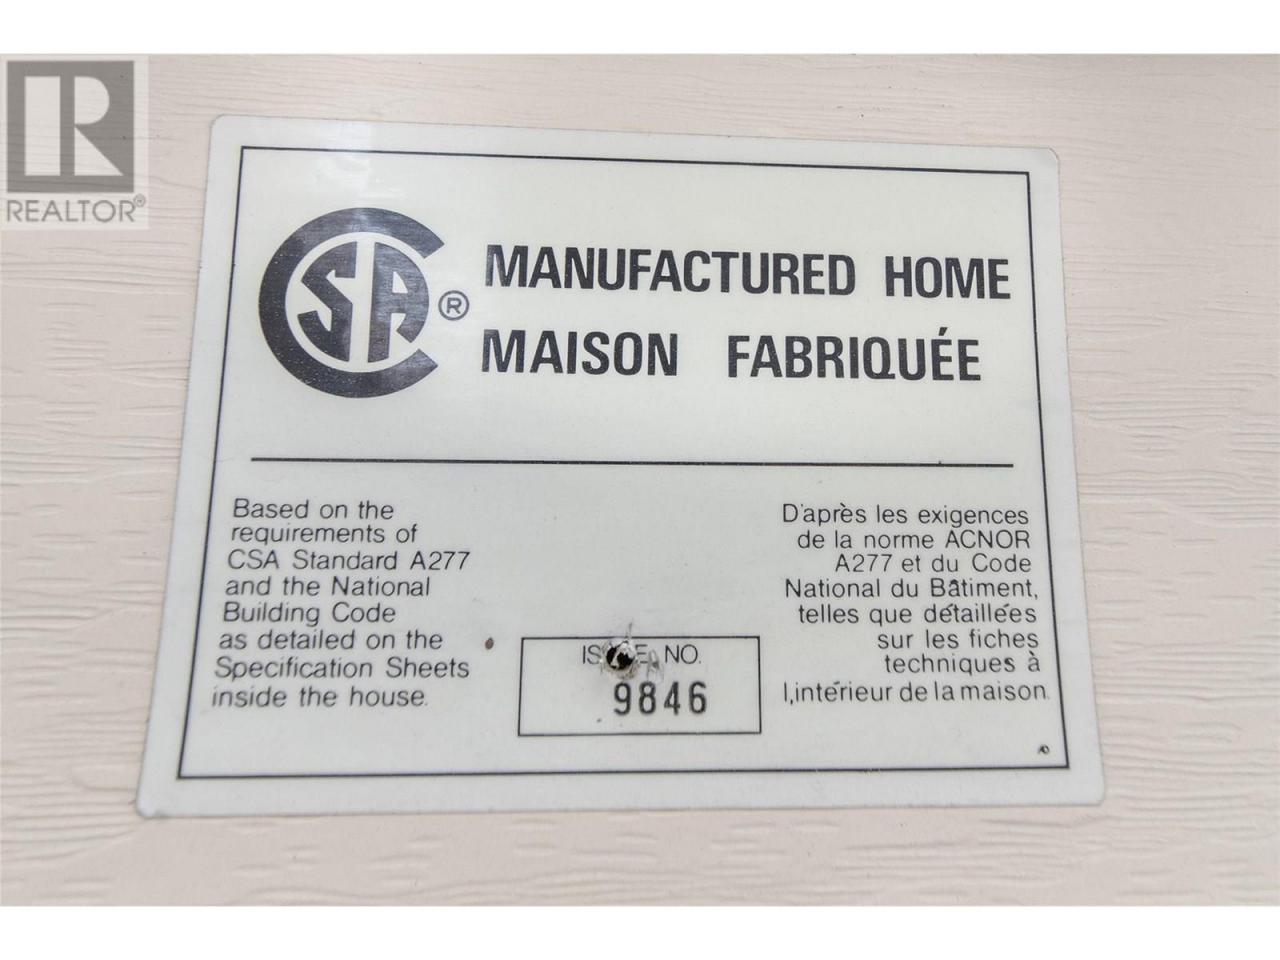 REALTOR®
CSA®
MANUFACTURED HOME
MAISON FABRIQUÉE
Based on the
requirements of
CSA Standard A277
and the National
Building Code
as detailed on the
Specification Sheets
inside the house.
D'après les exigences
de la norme ACNOR
A277 et du Code
National du Bâtiment,
telles que détaillées
sur les fiches
techniques à
l,intérieur de la maison.
ISSUE NO.
9846